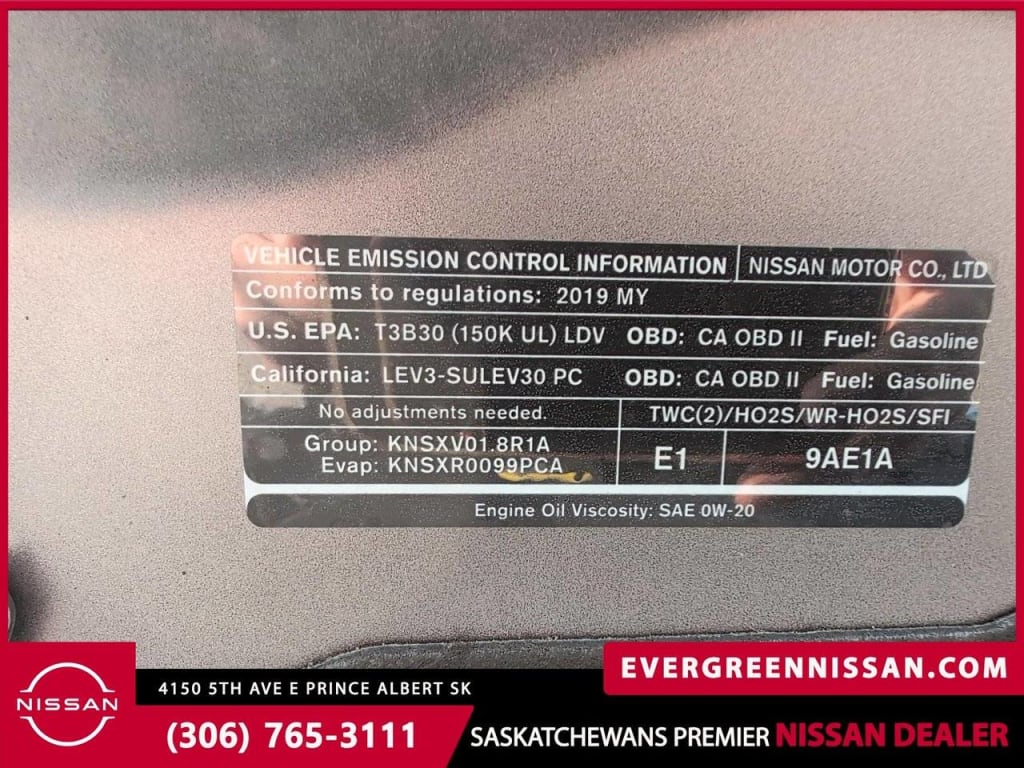 VEHICLE EMISSION CONTROL INFORMATION NISSAN MOTOR CO., LTD
Conforms to regulations: 2019 MY
U.S. EPA: T3B30 (150K UL) LDV OBD: CA OBD II Fuel: Gasoline
California: LEV3-SULEV30 PC OBD: CA OBD II Fuel: Gasoline
No adjustments needed. TWC(2)/HO2S/WR-HO2S/SFI
Group: KNSXV01.8R1A
Evap: KNSXR0099PCA
E1 9AE1A
Engine Oil Viscosity: SAE 0W-20
NISSAN
4150 5TH AVE E PRINCE ALBERT SK
(306) 765-3111
EVERGREENNISSAN.COM
SASKATCHEWANS PREMIER NISSAN DEALER